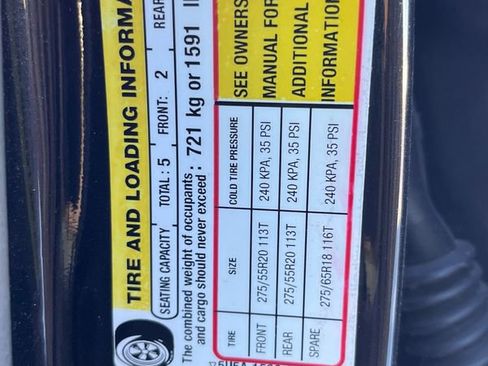 TIRE AND LOADING INFORMA
SEATING CAPACITY TOTAL : 5 FRONT: 2 REAR
The combined weight of occupants
and cargo should never exceed : 721 kg or 1591
TIRE SIZE COLD TIRE PRESSURE
FRONT 275/55R20 113T 240 KPA, 35 PSI
REAR 275/55R20 113T 240 KPA, 35 PSI
SPARE 275/65R18 116T 240 KPA, 35 PSI
SEE OWNERS
MANUAL FOR
ADDITIONAL
INFORMATION